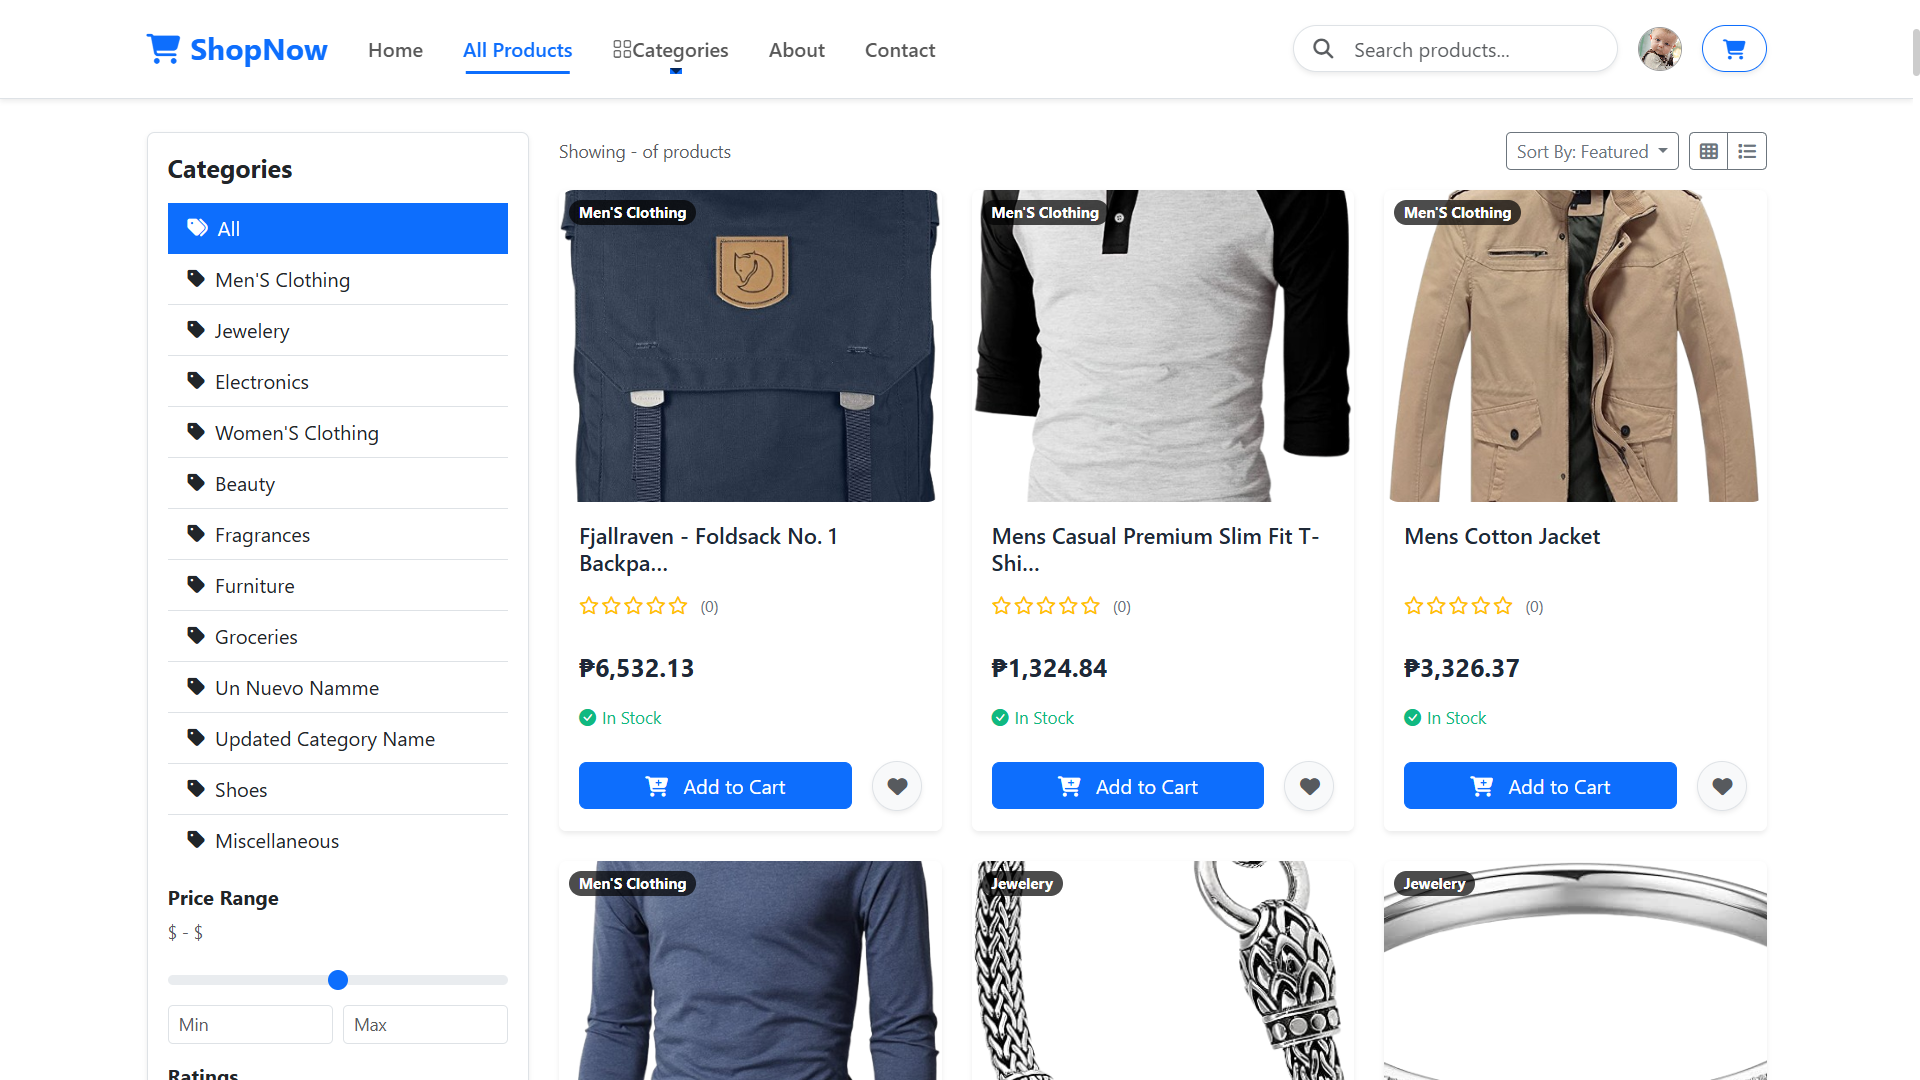 ShopNow
Home
All Products
Categories
About
Contact
Search products...
Categories
All
Men'S Clothing
Jewelery
Electronics
Women'S Clothing
Beauty
Fragrances
Furniture
Groceries
Un Nuevo Namme
Updated Category Name
Shoes
Miscellaneous
Price Range
$ - $
Min
Max
Ratings
Showing - of products
Sort By: Featured
Men'S Clothing
Fjallraven - Foldsack No. 1
Backpa...
(0)
₱6,532.13
In Stock
Add to Cart
Men'S Clothing
Mens Casual Premium Slim Fit T-
Shi...
(0)
₱1,324.84
In Stock
Add to Cart
Men'S Clothing
Mens Cotton Jacket
(0)
₱3,326.37
In Stock
Add to Cart
Men'S Clothing
Jewelery
Jewelery